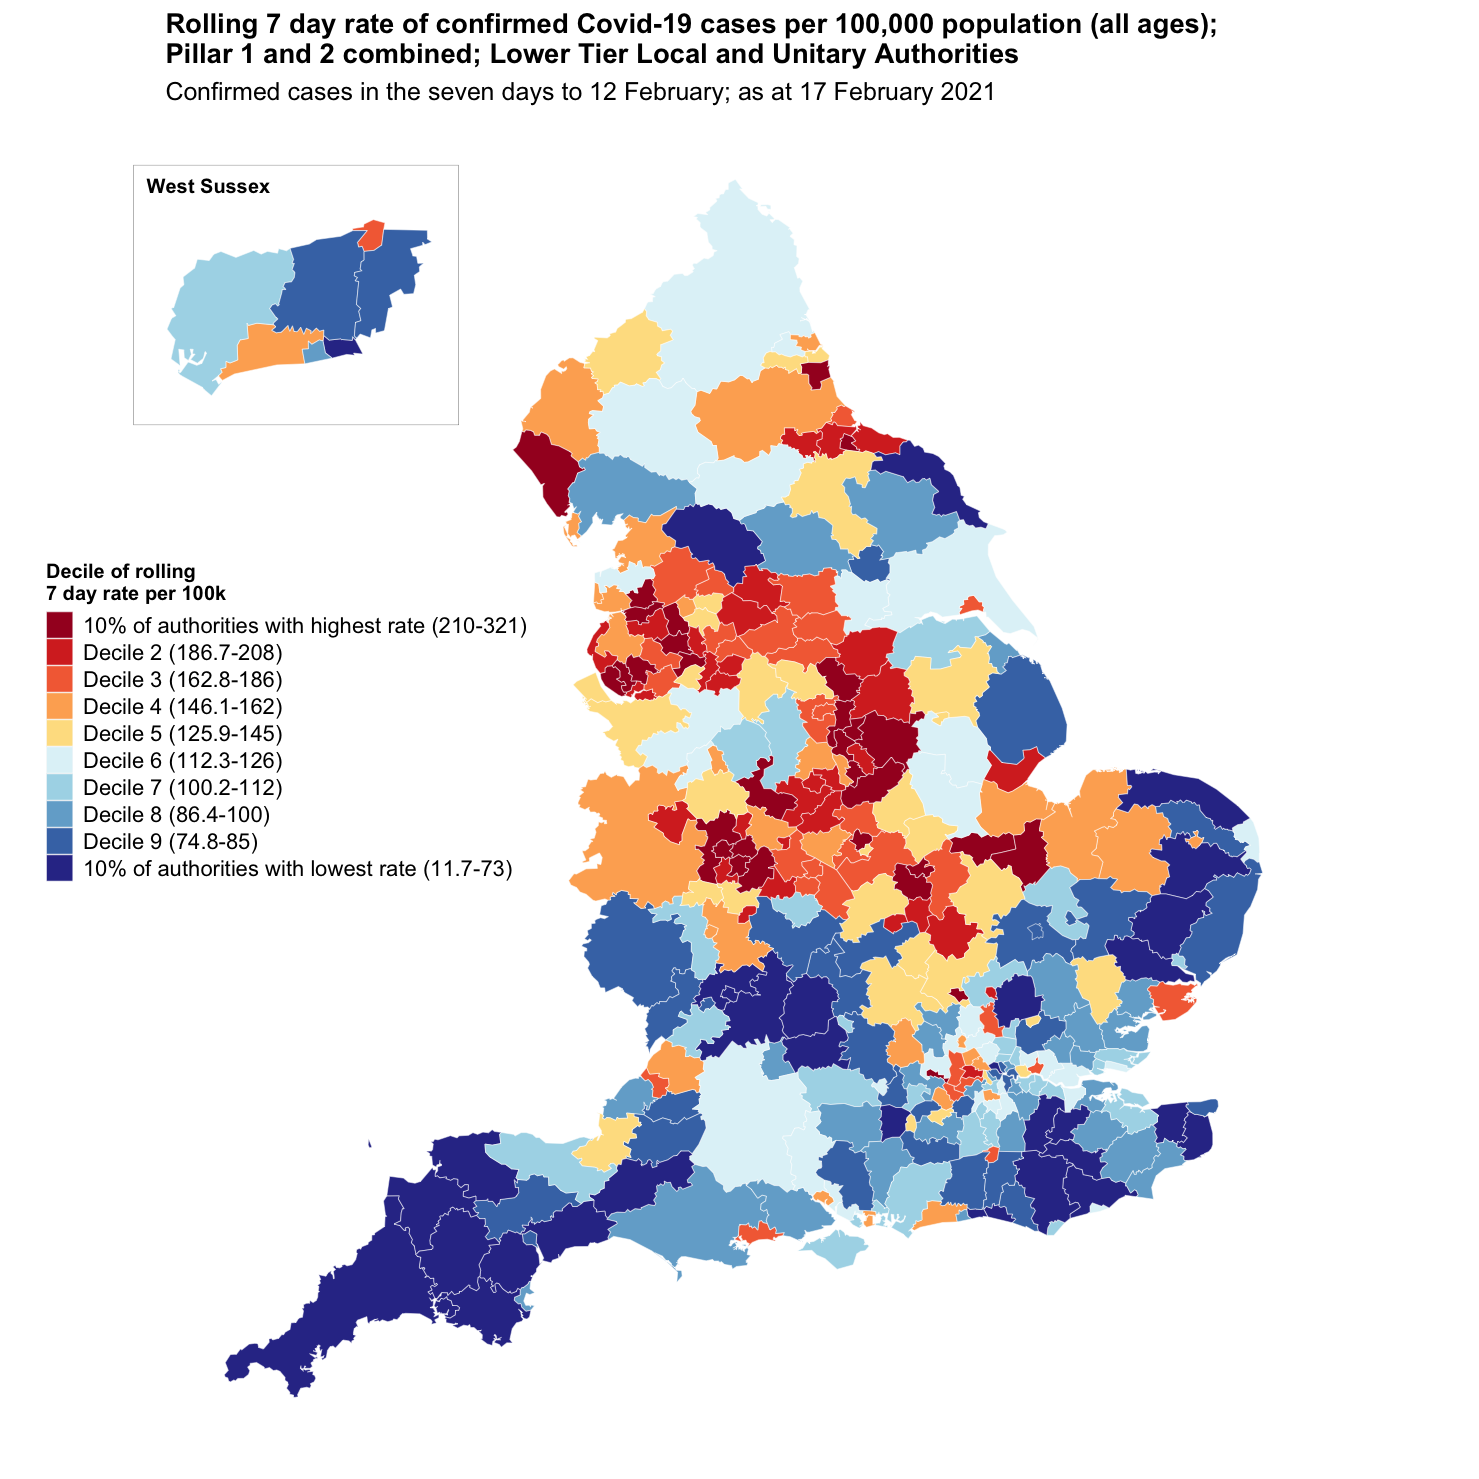 Rolling 7 day rate of confirmed Covid-19 cases per 100,000 population (all ages);
Pillar 1 and 2 combined; Lower Tier Local and Unitary Authorities
Confirmed cases in the seven days to 12 February; as at 17 February 2021
West Sussex
Decile of rolling
7 day rate per 100k
10% of authorities with highest rate (210-321)
Decile 2 (186.7-208)
Decile 3 (162.8-186)
Decile 4 (146.1-162)
Decile 5 (125.9-145)
Decile 6 (112.3-126)
Decile 7 (100.2-112)
Decile 8 (86.4-100)
Decile 9 (74.8-85)
10% of authorities with lowest rate (11.7-73)